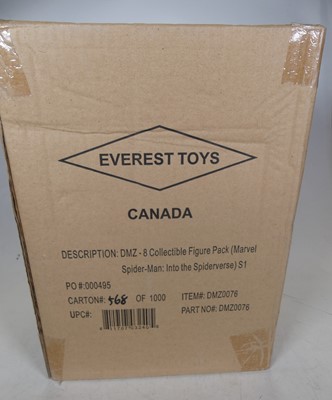 EVEREST TOYS
CANADA
DESCRIPTION: DMZ - 8 Collectible Figure Pack (Marvel
Spider-Man: Into the Spiderverse) S1
PO #:000495
CARTON#: 568 OF 1000 ITEM#: DMZ0076
UPC#: PART NO#: DMZ0076